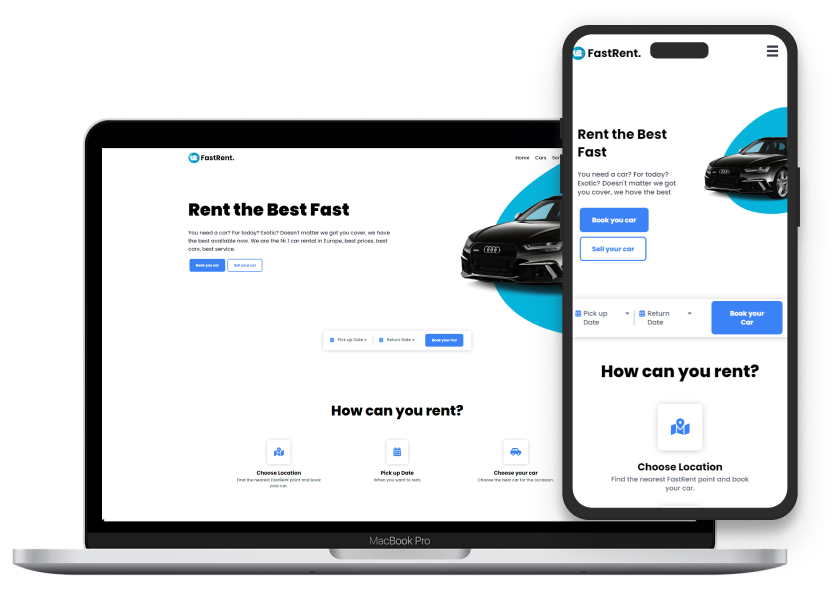 FastRent.
Home Cars
Rent the Best Fast
You need a car? For today? Exotic? Doesn't matter we got you cover, we have
the best available now. We are the Nr.1 car rental in Europe, best prices, best
cars, best service.
Book you car Sell your car
Pick up Date Return Date Book your Car
How can you rent?
Choose Location
Find the nearest FastRent point and book
your car.
Pick up Date
When you want to rent.
Choose your car
Choose the best car for the occasion.
MacBook Pro
FastRent.
Rent the Best
Fast
You need a car? For today?
Exotic? Doesn't matter we got
you cover, we have the best
Book you car
Sell your car
Pick up
Date
Return
Date
Book your
Car
How can you rent?
Choose Location
Find the nearest FastRent point and book
your car.